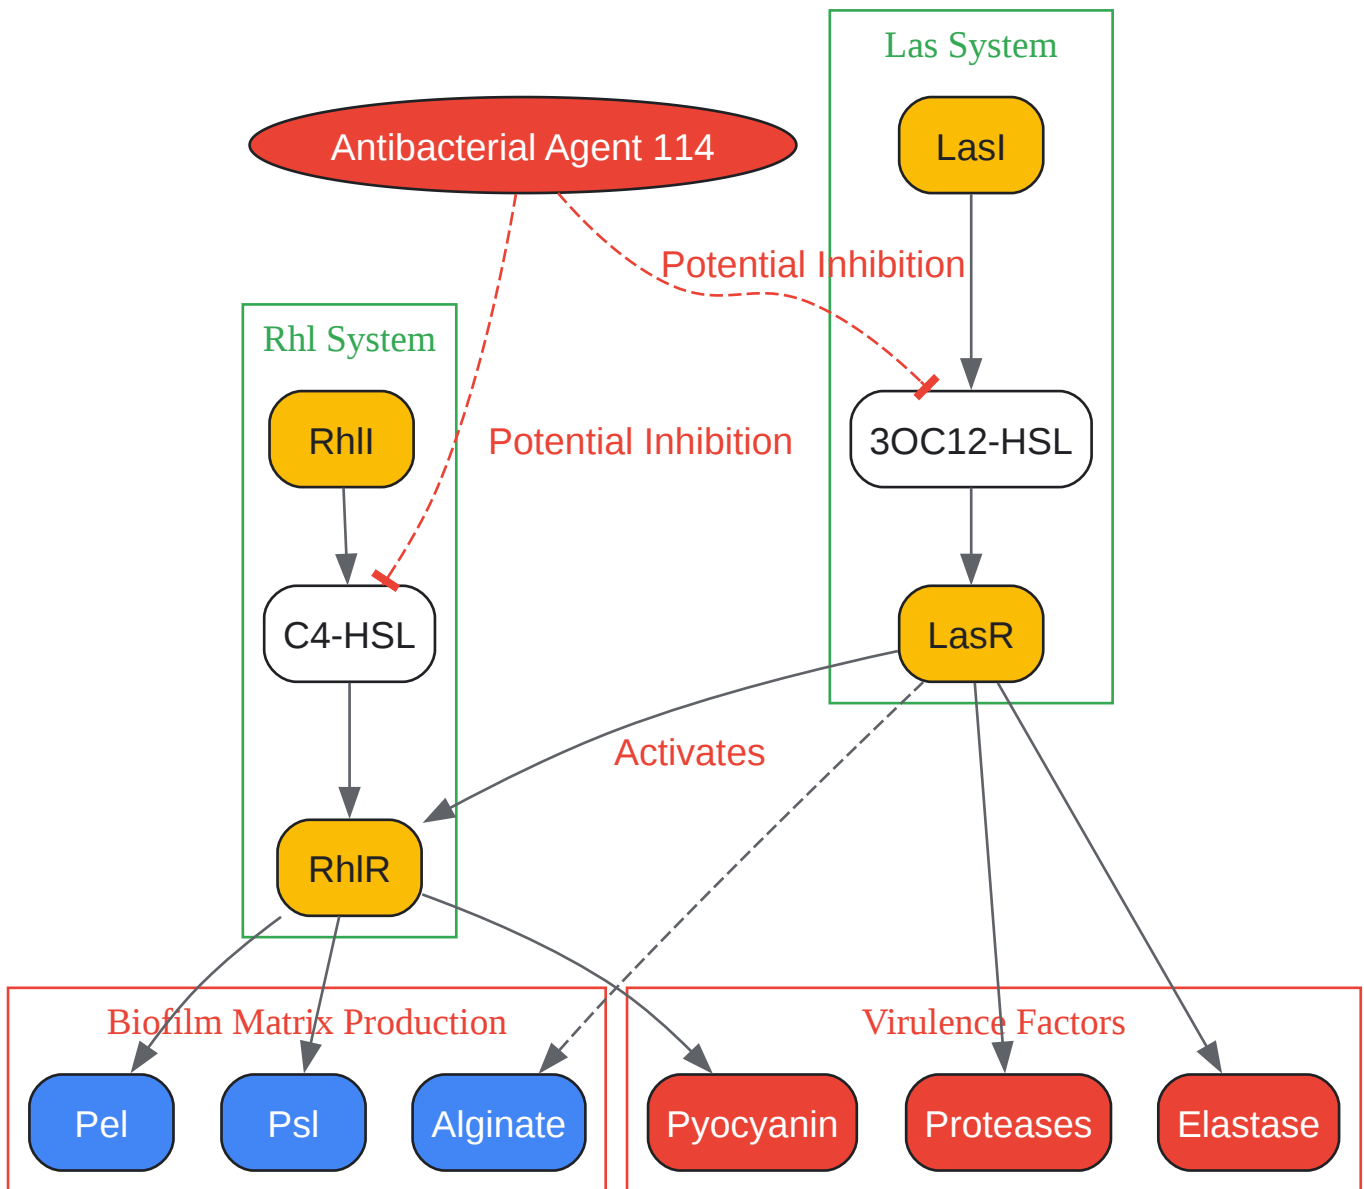 Las System
Antibacterial Agent 114
LasI
Potential Inhibition
Rhl System
RhlI
Potential Inhibition
3OC12-HSL
C4-HSL
LasR
Activates
RhlR
Biofilm Matrix Production
Virulence Factors
Pel
Psl
Alginate
Pyocyanin
Proteases
Elastase